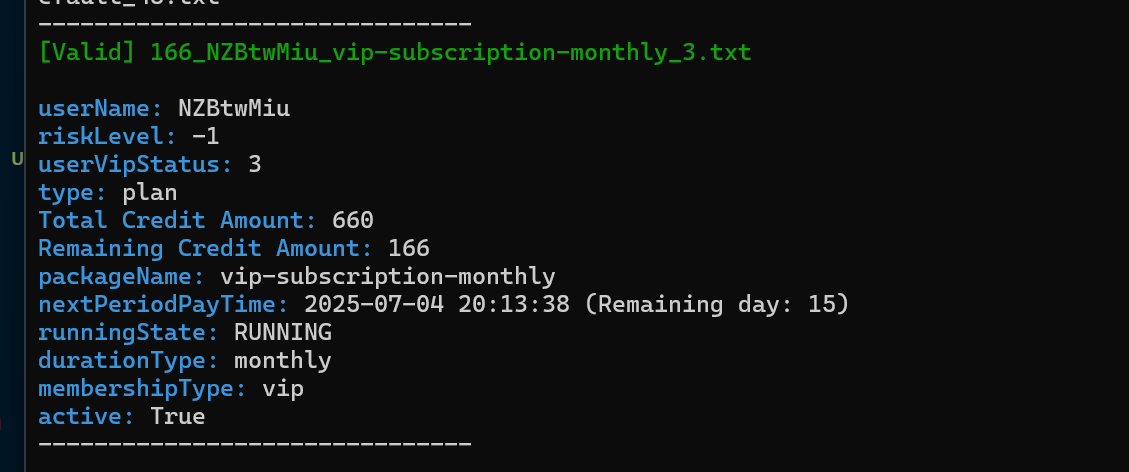 -------------------------------
[Valid] 166_NZBtwMiu_vip-subscription-monthly_3.txt
userName: NZBtwMiu
riskLevel: -1
U
userVipStatus: 3
type: plan
Total Credit Amount: 660
Remaining Credit Amount: 166
packageName: vip-subscription-monthly
nextPeriodPayTime: 2025-07-04 20:13:38 (Remaining day: 15)
runningState: RUNNING
durationType: monthly
membershipType: vip
active: True
-------------------------------